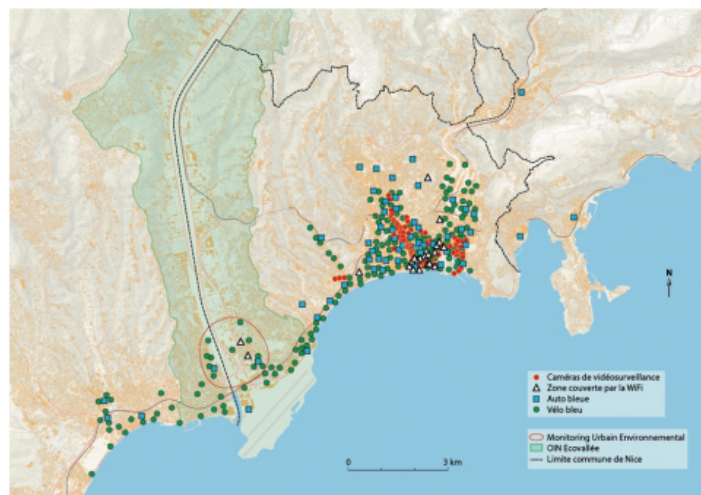 N
Caméras de vidéosurveillance
Zone couverte par la WiFi
Auto bleue
Vélo bleu
Monitoring Urbain Environnemental
OIN Ecovallée
Limite commune de Nice
0 3 km